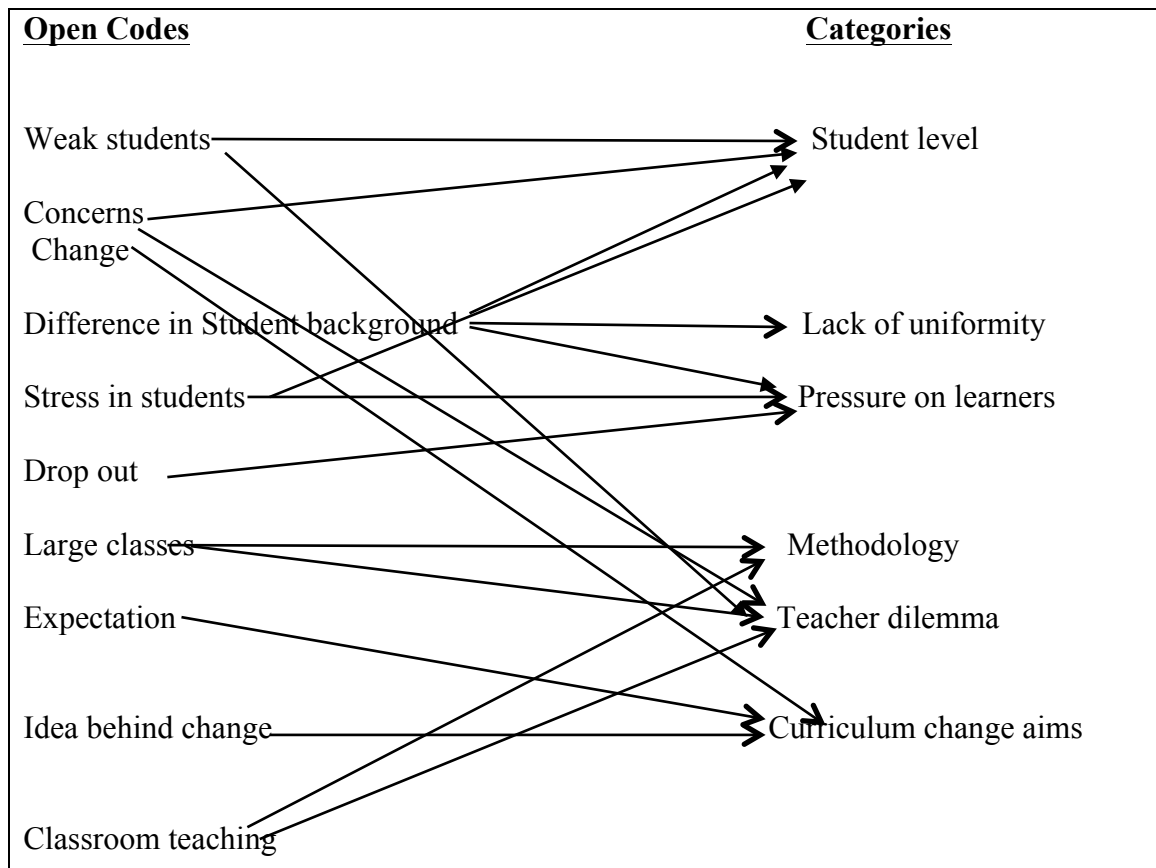 Open Codes Categories
Weak students Student level
Concerns
Change
Difference in Student background Lack of uniformity
Stress in students Pressure on learners
Drop out
Large classes Methodology
Expectation Teacher dilemma
Idea behind change Curriculum change aims
Classroom teaching